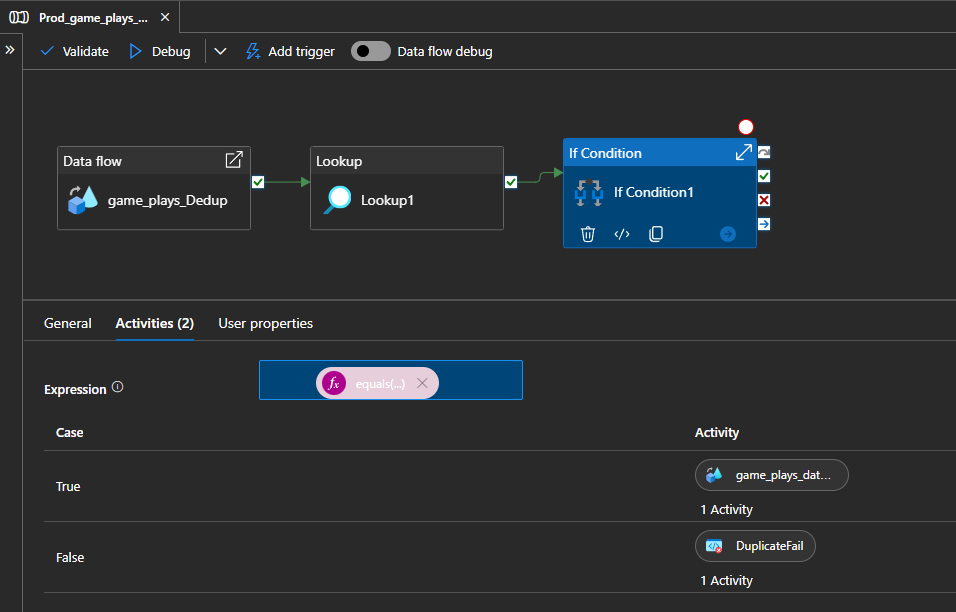 Prod_game_plays_...
Validate Debug Add trigger Data flow debug
Data flow
game_plays_Dedup
Lookup
Lookup1
If Condition
If Condition1
General Activities (2) User properties
Expression
fx equals(...)
Case Activity
True
game_plays_dat...
1 Activity
False
DuplicateFail
1 Activity